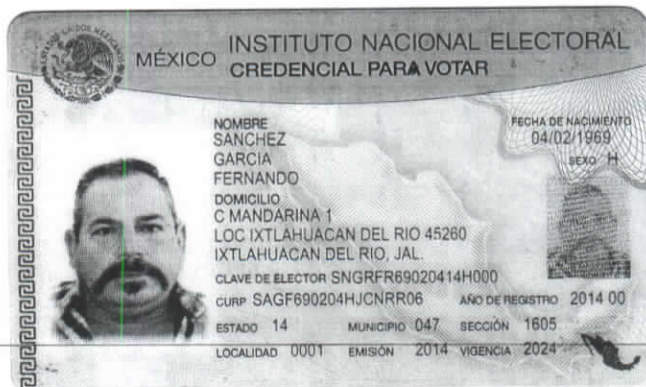 MÉXICO
INSTITUTO NACIONAL ELECTORAL
CREDENCIAL PARA VOTAR
NOMBRE
SANCHEZ
GARCIA
FERNANDO
FECHA DE NACIMIENTO
04/02/1969
SEXO H
DOMICILIO
C MANDARINA 1
LOC IXTLAHUACAN DEL RIO 45260
IXTLAHUACAN DEL RIO, JAL.
CLAVE DE ELECTOR SNGRFR69020414H000
CURP SAGF690204HJCNRR06 AÑO DE REGISTRO 2014 00
ESTADO 14 MUNICIPIO 047 SECCIÓN 1605
LOCALIDAD 0001 EMISIÓN 2014 VIGENCIA 2024